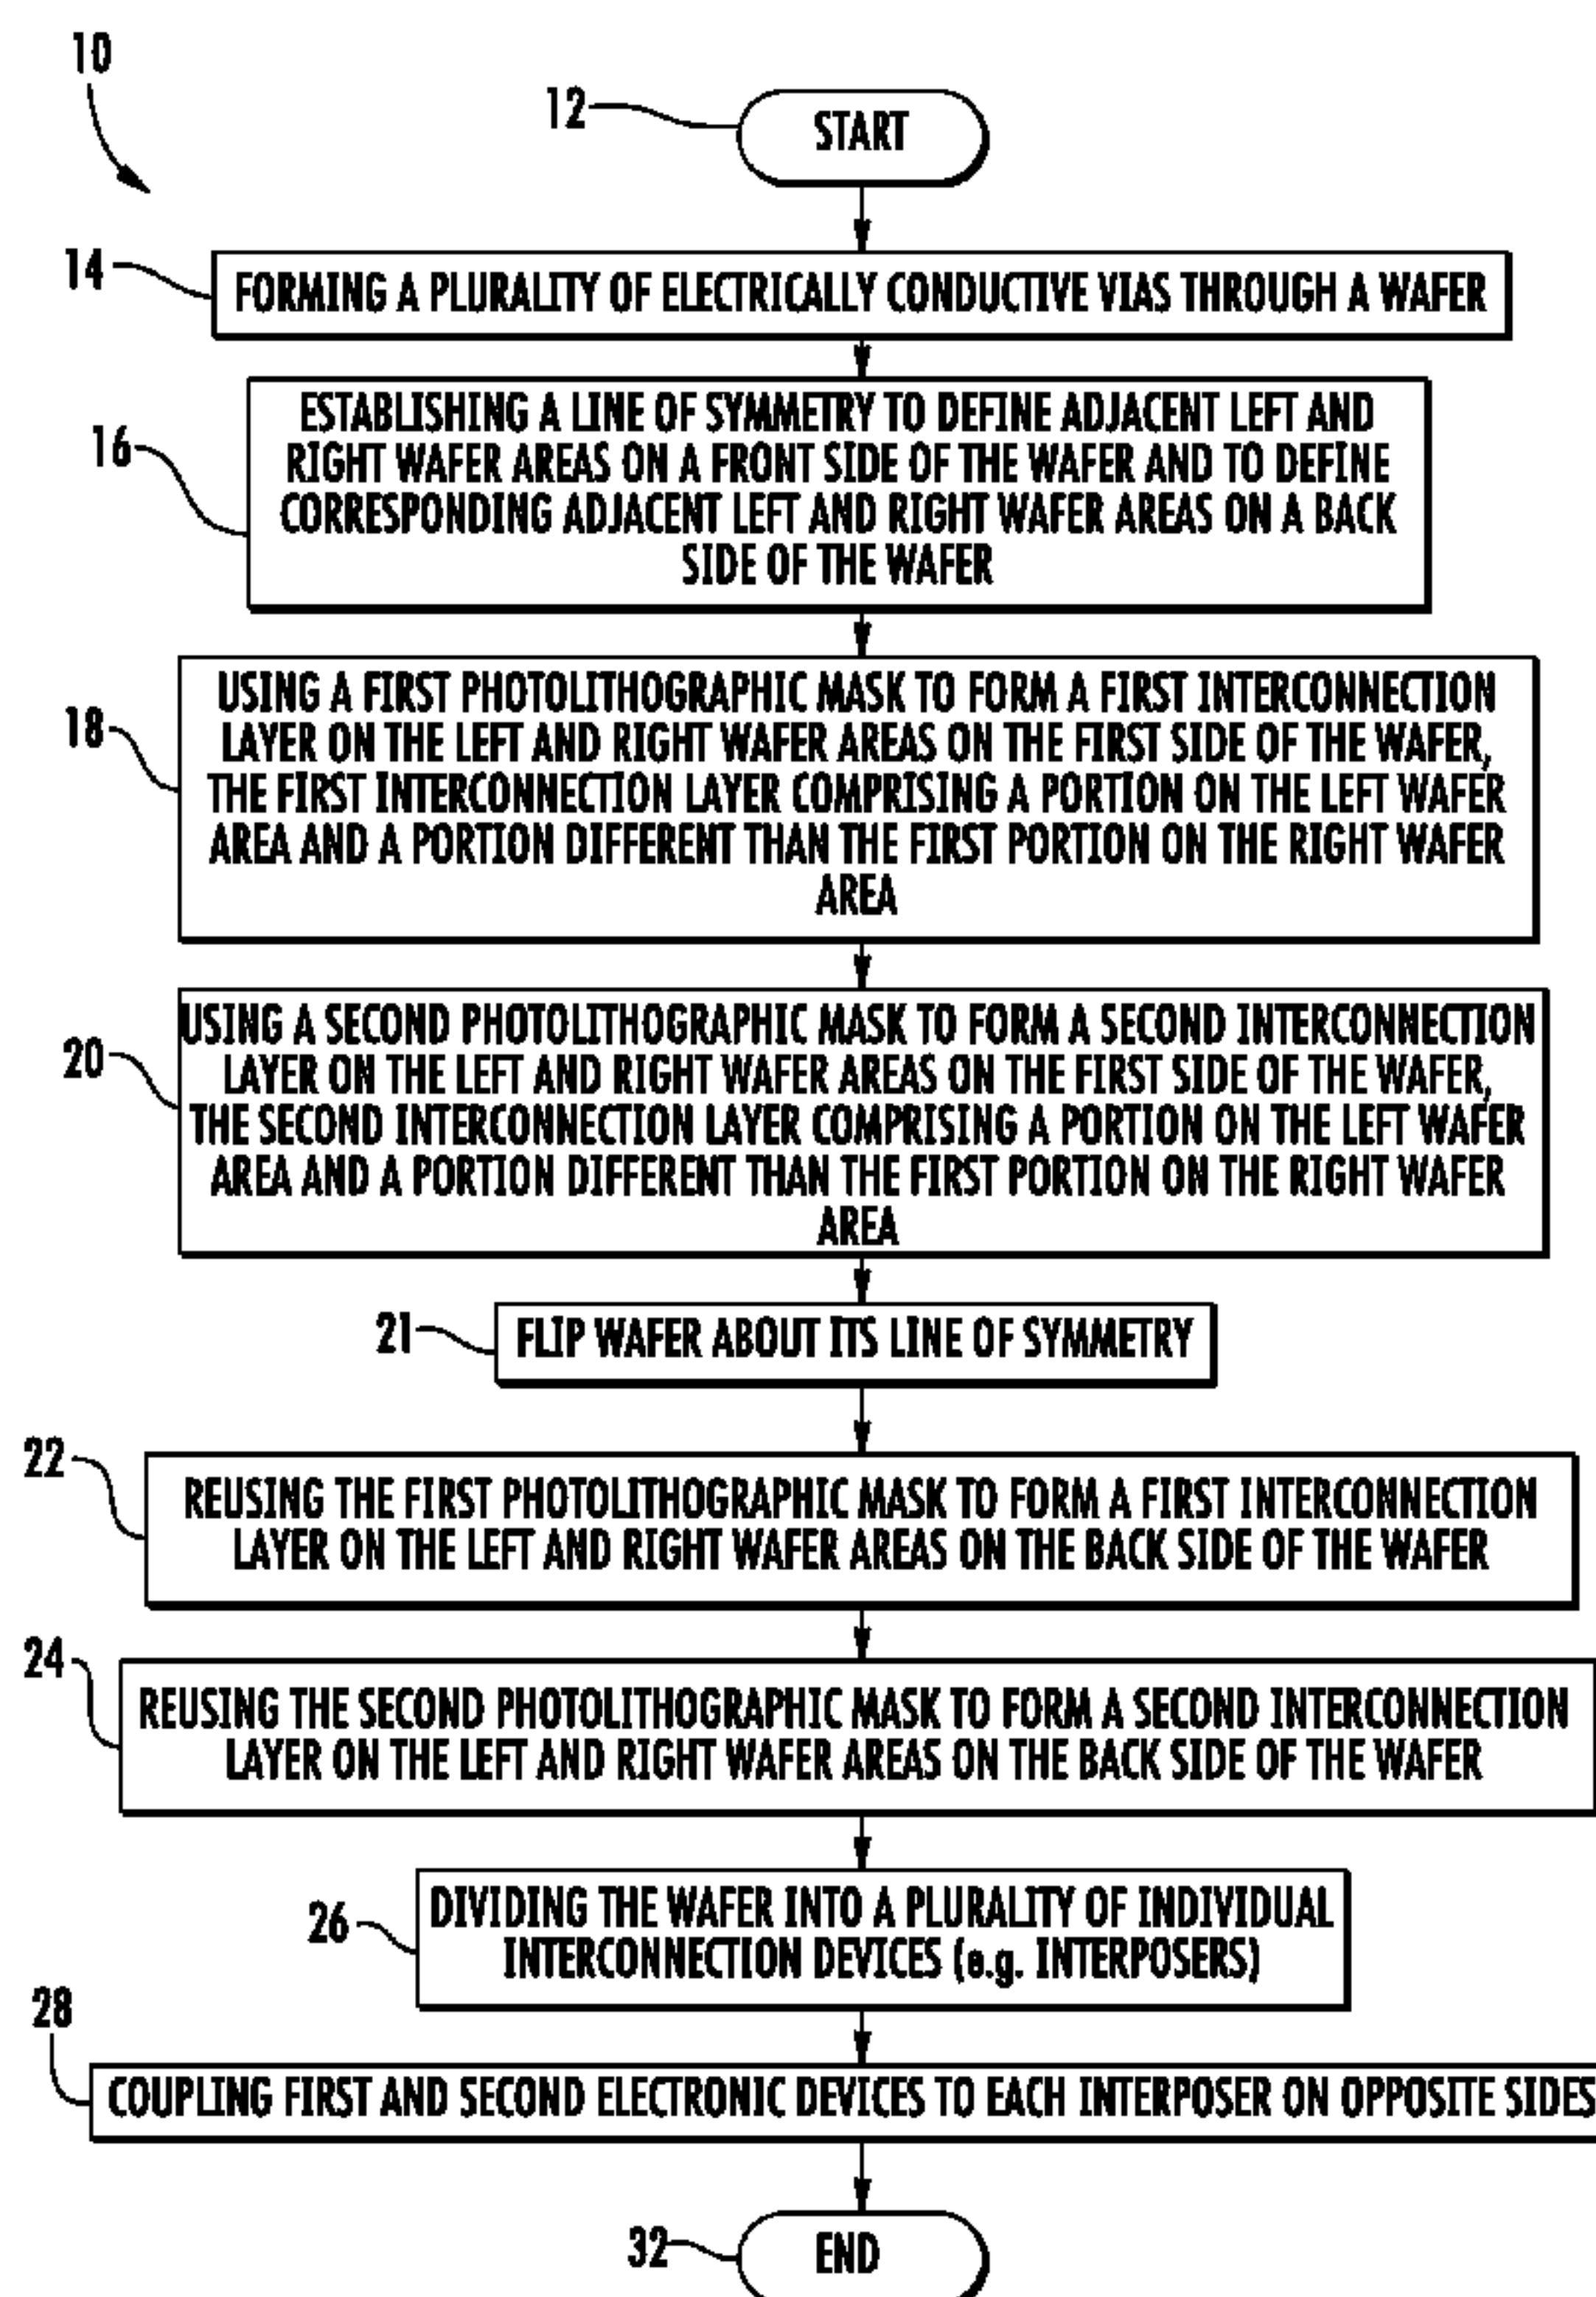 10
12
START
14
FORMING A PLURALITY OF ELECTRICALLY CONDUCTIVE VIAS THROUGH A WAFER
16
ESTABLISHING A LINE OF SYMMETRY TO DEFINE ADJACENT LEFT AND
RIGHT WAFER AREAS ON A FRONT SIDE OF THE WAFER AND TO DEFINE
CORRESPONDING ADJACENT LEFT AND RIGHT WAFER AREAS ON A BACK
SIDE OF THE WAFER
18
USING A FIRST PHOTOLITHOGRAPHIC MASK TO FORM A FIRST INTERCONNECTION
LAYER ON THE LEFT AND RIGHT WAFER AREAS ON THE FIRST SIDE OF THE WAFER,
THE FIRST INTERCONNECTION LAYER COMPRISING A PORTION ON THE LEFT WAFER
AREA AND A PORTION DIFFERENT THAN THE FIRST PORTION ON THE RIGHT WAFER
AREA
20
USING A SECOND PHOTOLITHOGRAPHIC MASK TO FORM A SECOND INTERCONNECTION
LAYER ON THE LEFT AND RIGHT WAFER AREAS ON THE FIRST SIDE OF THE WAFER,
THE SECOND INTERCONNECTION LAYER COMPRISING A PORTION ON THE LEFT WAFER
AREA AND A PORTION DIFFERENT THAN THE FIRST PORTION ON THE RIGHT WAFER
AREA
21
FLIP WAFER ABOUT ITS LINE OF SYMMETRY
22
REUSING THE FIRST PHOTOLITHOGRAPHIC MASK TO FORM A FIRST INTERCONNECTION
LAYER ON THE LEFT AND RIGHT WAFER AREAS ON THE BACK SIDE OF THE WAFER
24
REUSING THE SECOND PHOTOLITHOGRAPHIC MASK TO FORM A SECOND INTERCONNECTION
LAYER ON THE LEFT AND RIGHT WAFER AREAS ON THE BACK SIDE OF THE WAFER
26
DIVIDING THE WAFER INTO A PLURALITY OF INDIVIDUAL
INTERCONNECTION DEVICES (e.g. INTERPOSERS)
28
COUPLING FIRST AND SECOND ELECTRONIC DEVICES TO EACH INTERPOSER ON OPPOSITE SIDES
32
END